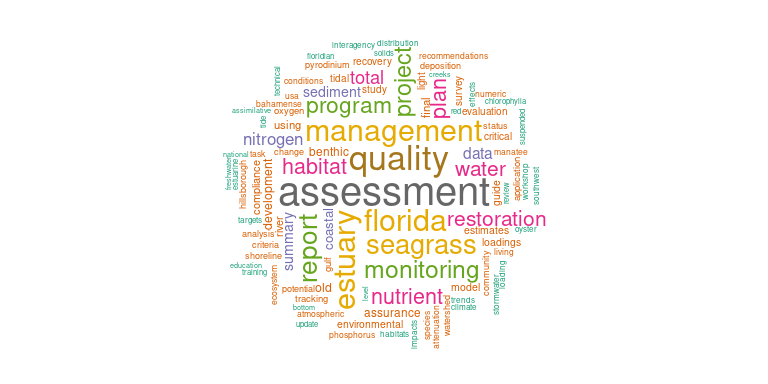 interagency distribution
floridian solids
pyrodinium recovery project recommendations
deposition
technical conditions tidal total light creeks survey effects numeric
usa sediment study plan chlorophylla
bahamense program final
assimilative oxygen red evaluation
tide using management status suspended
nitrogen critical
national task change benthic quality data manatee
freshwater estuarine habitat water application workshop southwest
hillsborough compliance development assessment guide review
targets river summary report coastal estuary florida restoration oyster
analysis estimates
criteria seagrass loadings
shoreline gulf living
education monitoring community loading
training ecosystem
potential old level nutrient model stormwater
tracking trends
bottom climate
atmospheric assurance species attenuation watershed
update environmental
phosphorus habitats impacts